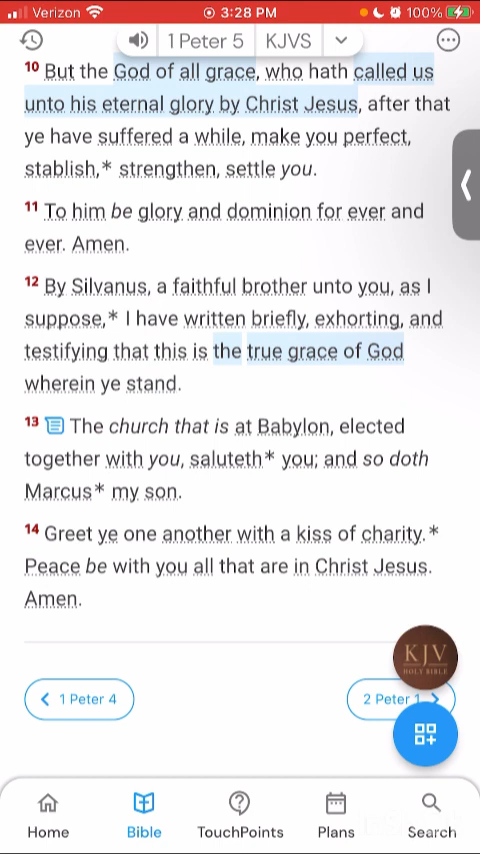 Verizon 3:28 PM 100%
1 Peter 5 KJVS
10 But the God of all grace, who hath called us
unto his eternal glory by Christ Jesus, after that
ye have suffered a while, make you perfect,
stablish,* strengthen, settle you.
11 To him be glory and dominion for ever and
ever. Amen.
12 By Silvanus, a faithful brother unto you, as I
suppose,* I have written briefly, exhorting, and
testifying that this is the true grace of God
wherein ye stand.
13 The church that is at Babylon, elected
together with you, saluteth* you; and so doth
Marcus* my son.
14 Greet ye one another with a kiss of charity.*
Peace be with you all that are in Christ Jesus.
Amen.
KJV
HOLY BIBLE
1 Peter 4 2 Peter 1
Home Bible TouchPoints Plans Search